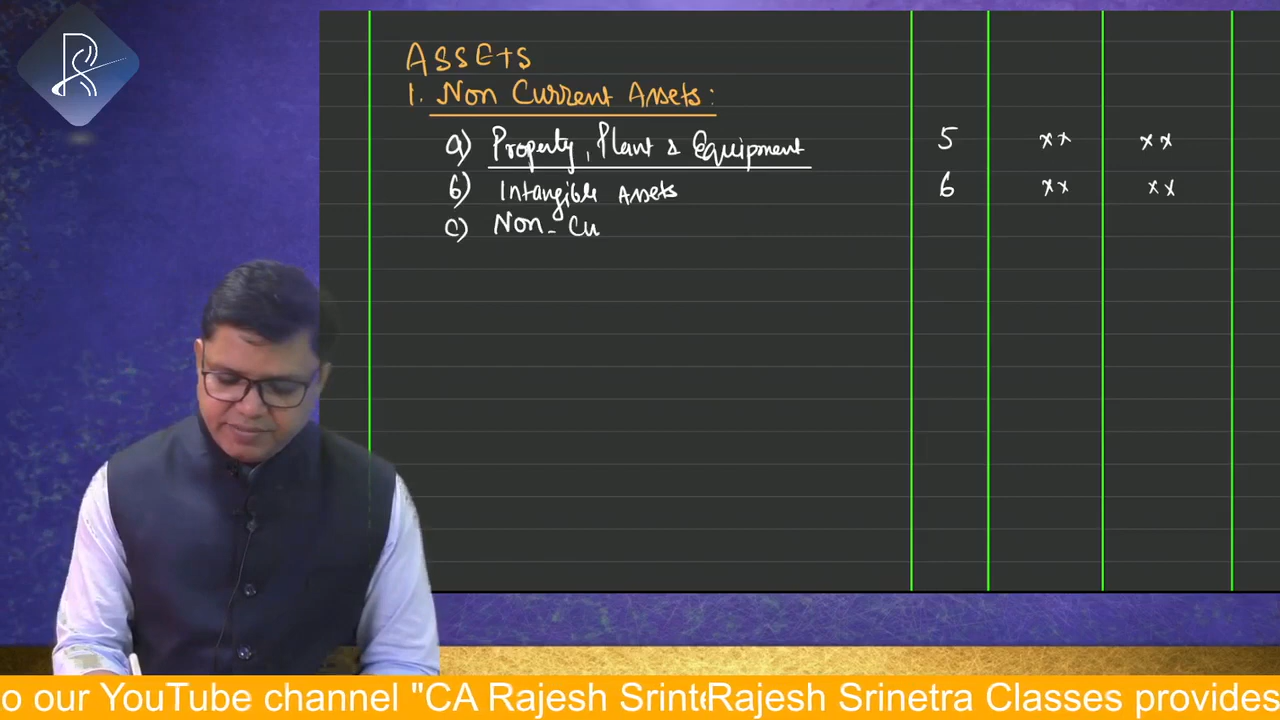 RS
ASSETS
1. Non Current Assets:
a) Property, Plant & Equipment 5 xx xx
b) Intangible Assets 6 xx xx
c) Non-Cu
o our YouTube channel "CA Rajesh Srint Rajesh Srinetra Classes provides